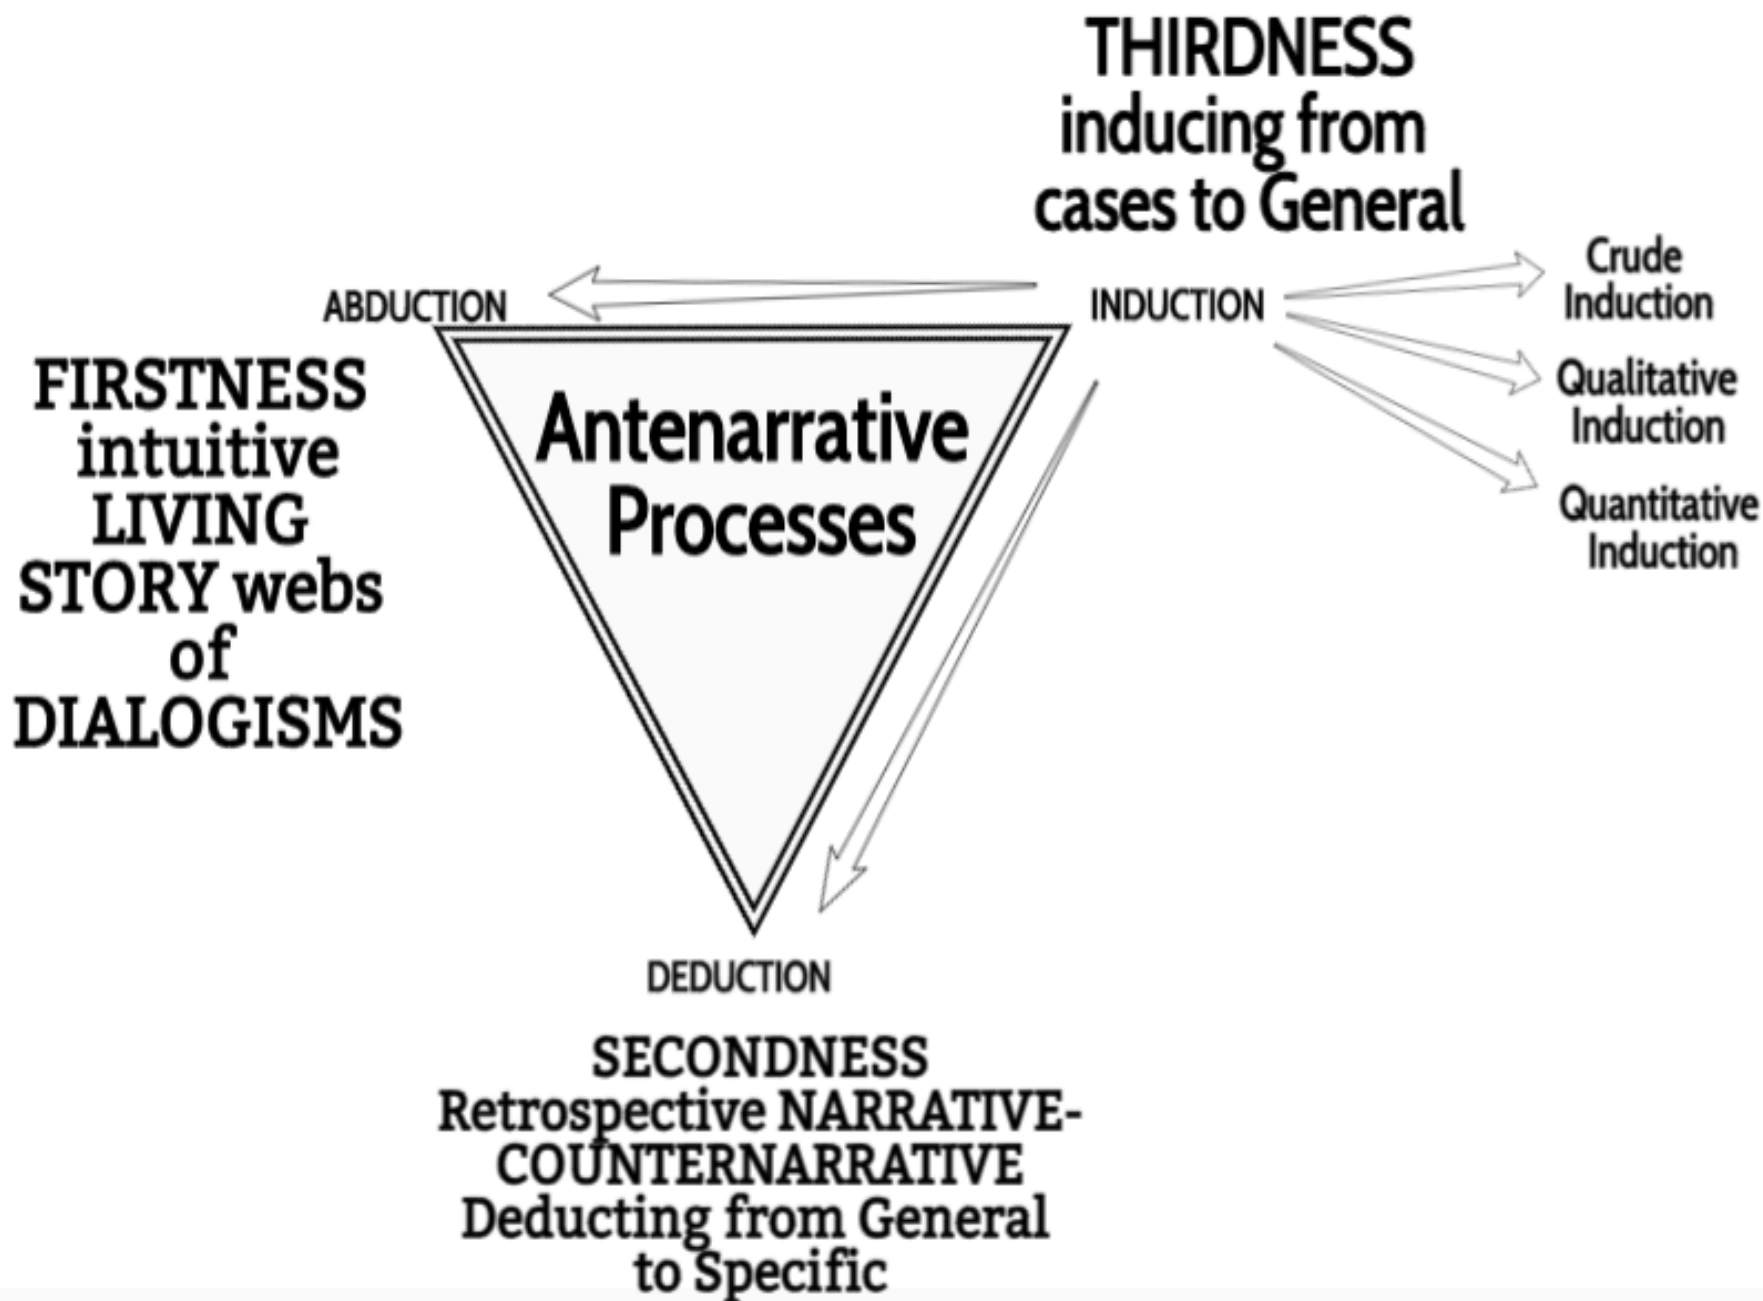 THIRDNESS
inducing from
cases to General
ABDUCTION
INDUCTION
Crude
Induction
Qualitative
Induction
Quantitative
Induction
FIRSTNESS
intuitive
LIVING
STORY webs
of
DIALOGISMS
Antenarrative
Processes
DEDUCTION
SECONDNESS
Retrospective NARRATIVE-
COUNTERNARRATIVE
Deducting from General
to Specific